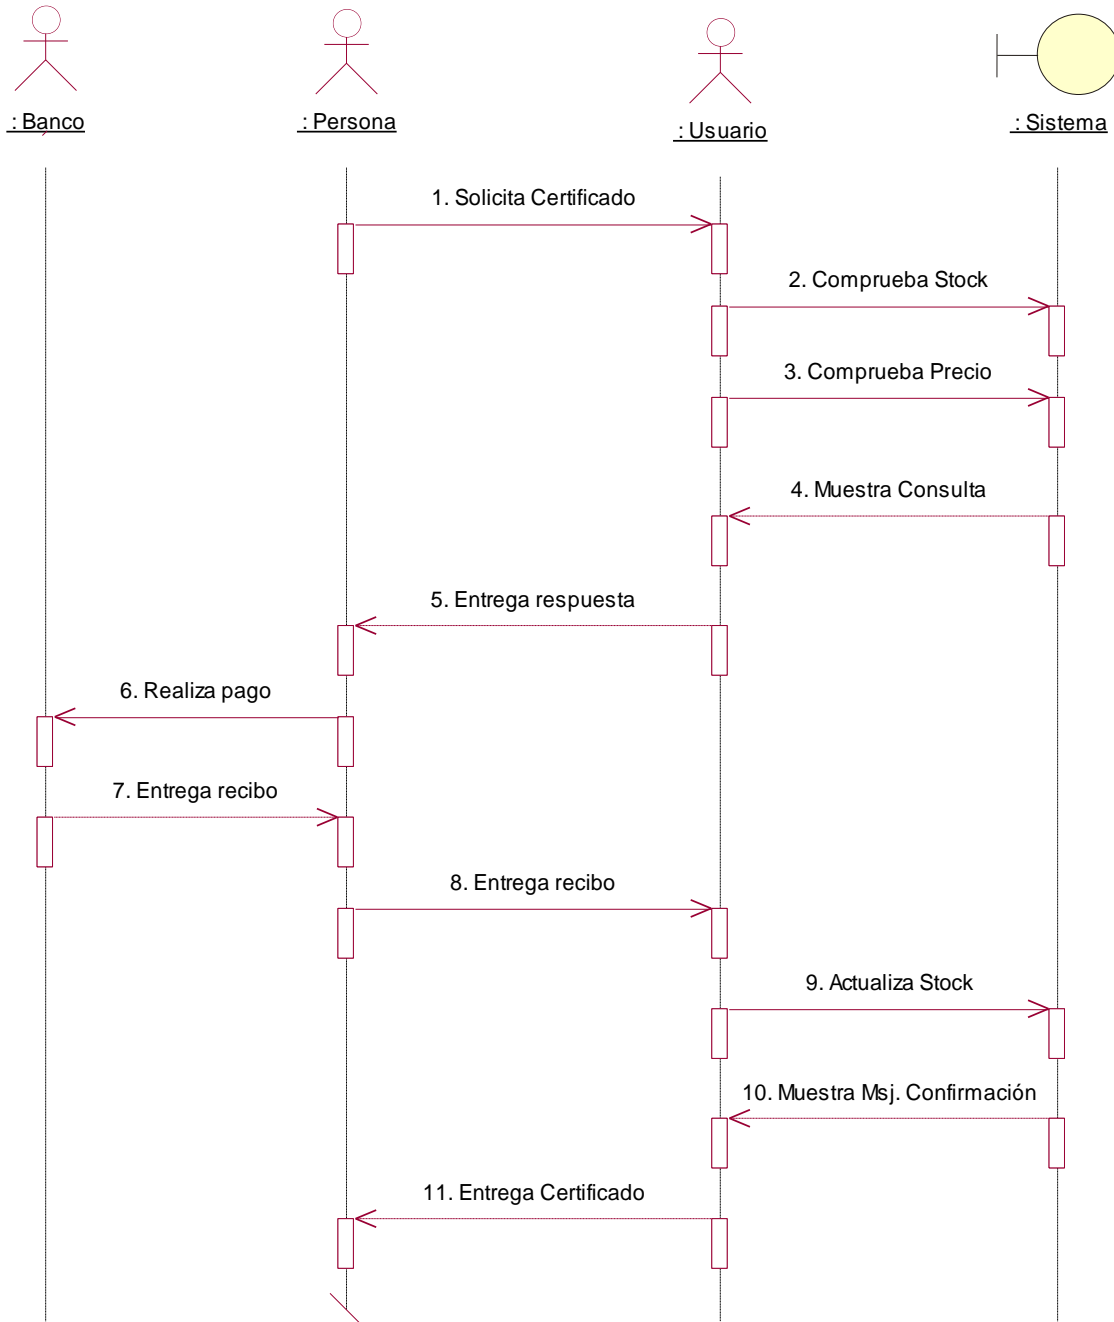 : Banco
: Persona
: Usuario
: Sistema
1. Solicita Certificado
2. Comprueba Stock
3. Comprueba Precio
4. Muestra Consulta
5. Entrega respuesta
6. Realiza pago
7. Entrega recibo
8. Entrega recibo
9. Actualiza Stock
10. Muestra Msj. Confirmación
11. Entrega Certificado